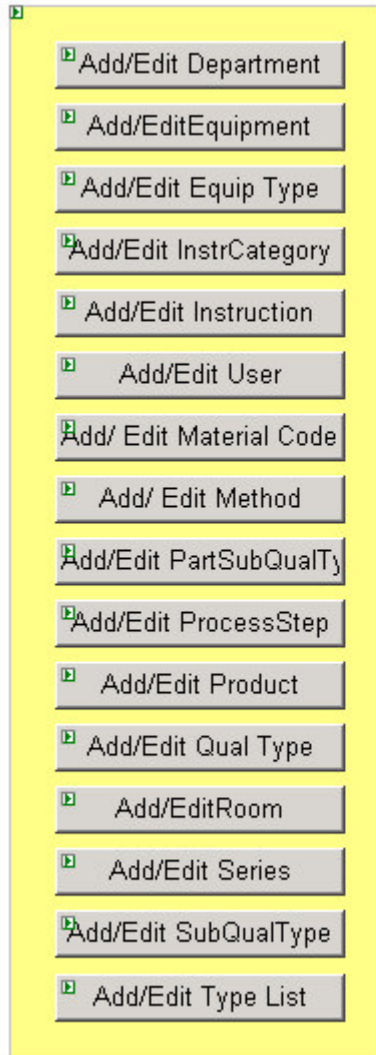 Add/Edit Department
Add/EditEquipment
Add/Edit Equip Type
Add/Edit InstrCategory
Add/Edit Instruction
Add/Edit User
Add/ Edit Material Code
Add/ Edit Method
Add/Edit PartSubQualTy
Add/Edit ProcessStep
Add/Edit Product
Add/Edit Qual Type
Add/EditRoom
Add/Edit Series
Add/Edit SubQualType
Add/Edit Type List